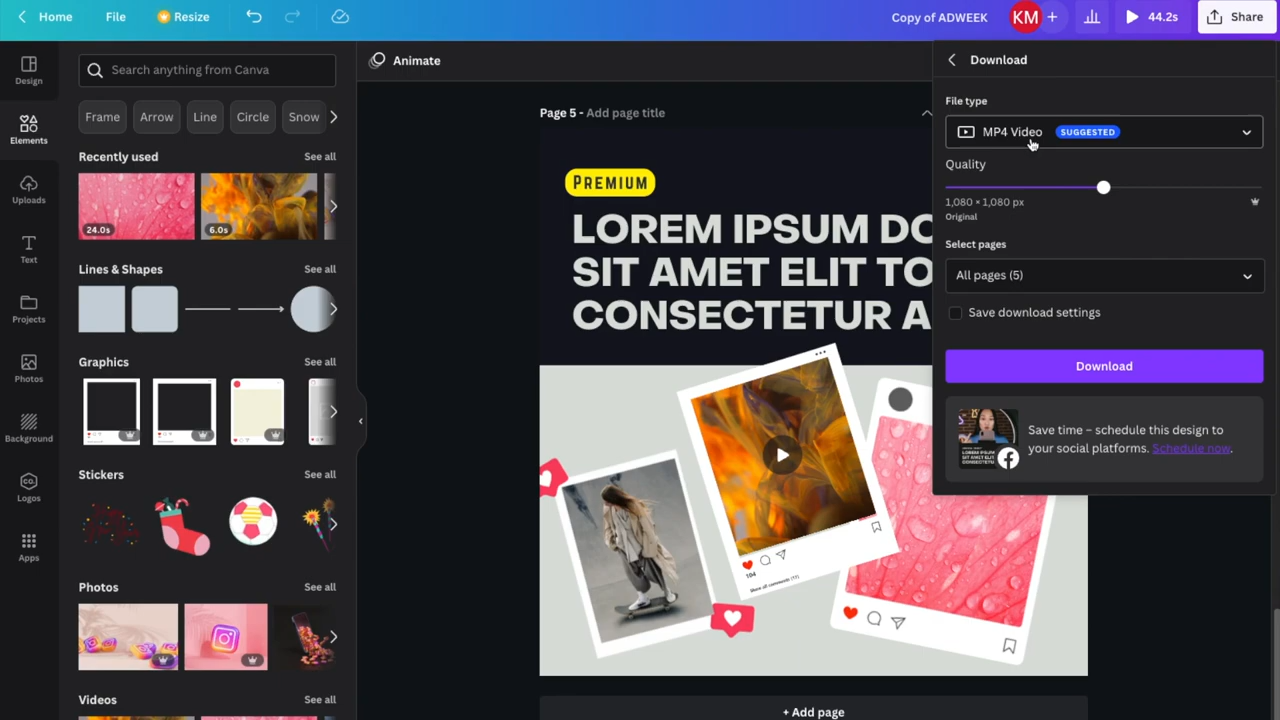 Home
File
Resize
Copy of ADWEEK
KM
+
44.2s
Share
Design
Elements
Uploads
Text
Projects
Photos
Background
Logos
CO.
Apps
Search anything from Canva
Frame
Arrow
Line
Circle
Snow
Recently used
See all
24.0s
6.0s
Lines & Shapes
See all
Graphics
See all
Stickers
See all
Photos
See all
Videos
See all
Animate
Page 5 - Add page title
PREMIUM
LOREM IPSUM DO
SIT AMET ELIT TO
CONSECTETUR A
104
+ Add page
Download
File type
MP4 Video
SUGGESTED
Quality
1,080 × 1,080 px
Original
Select pages
All pages (5)
Save download settings
Download
Save time – schedule this design to
your social platforms. Schedule now.